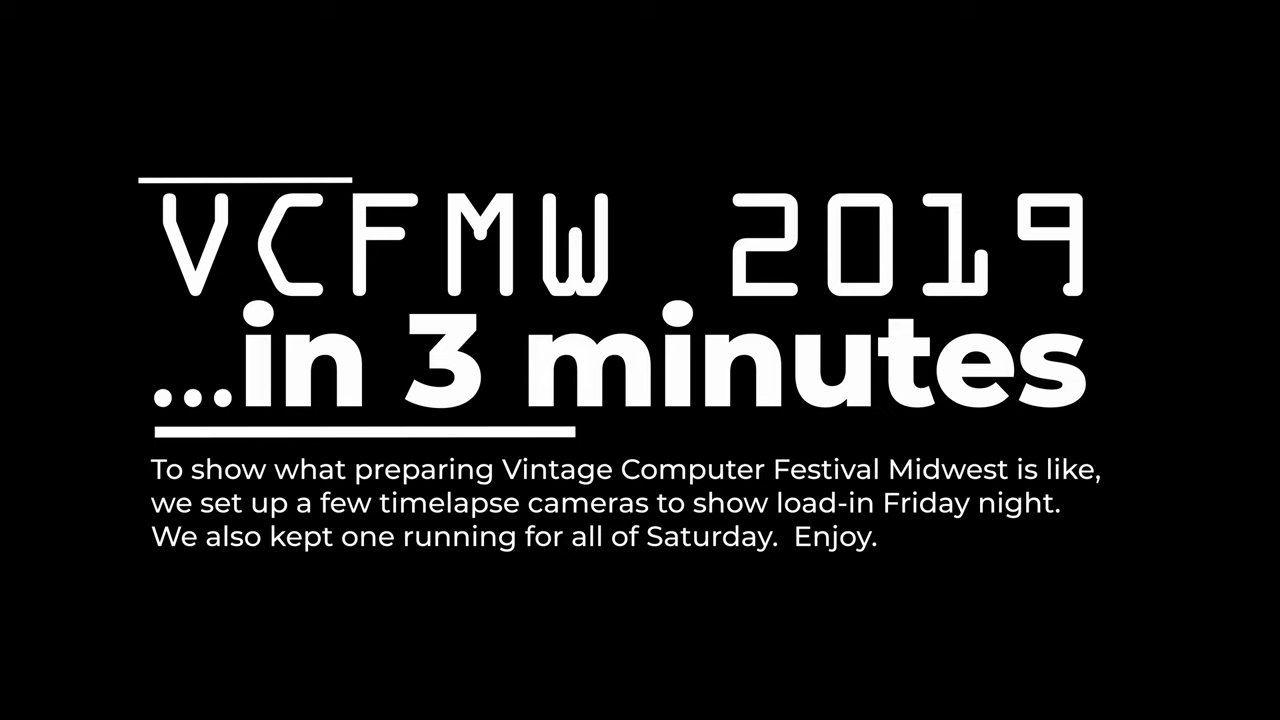 VCFMW 2019
...in 3 minutes
To show what preparing Vintage Computer Festival Midwest is like,
we set up a few timelapse cameras to show load-in Friday night.
We also kept one running for all of Saturday.  Enjoy.